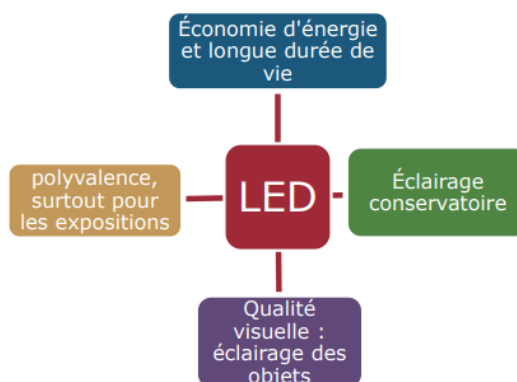 Économie d'énergie
et longue durée de
vie
polyvalence,
surtout pour
les expositions
LED
Éclairage
conservatoire
Qualité
visuelle :
éclairage des
objets